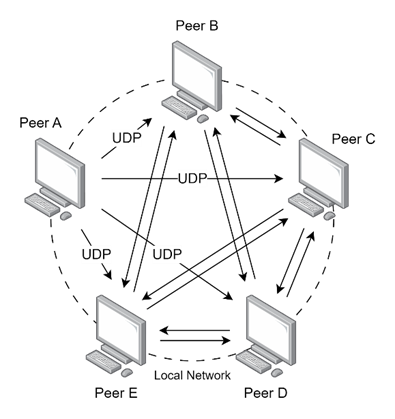 Peer B
Peer A
UDP
Peer C
UDP
UDP
UDP
Local Network
Peer E
Peer D